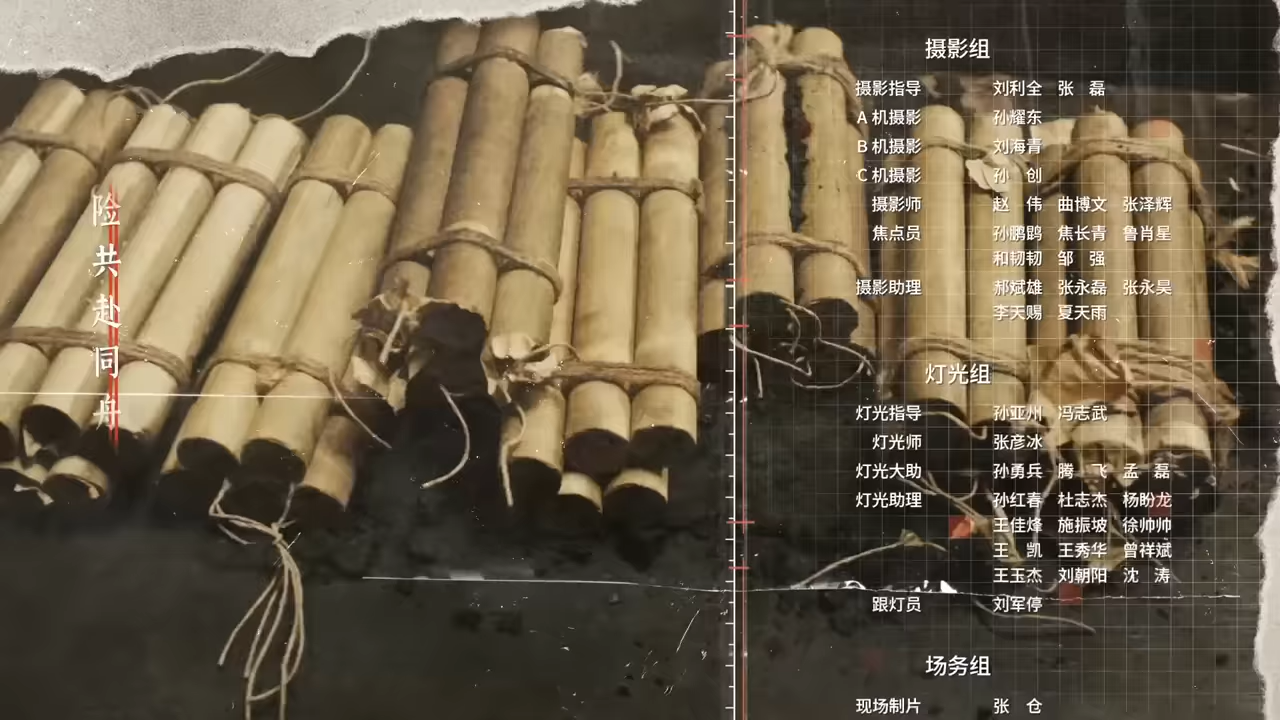 险共赴同舟
摄影组
摄影指导 刘利全 张 磊
A 机摄影 孙耀东
B 机摄影 刘海青
C 机摄影 孙 创
摄影师 赵 伟 曲博文 张泽辉
焦点员 孙鹏鹍 焦长青 鲁肖星
和韧韧 邹 强
摄影助理 郝斌雄 张永磊 张永昊
李天赐 夏天雨
灯光组
灯光指导 孙亚州 冯志武
灯光师 张彦冰
灯光大助 孙勇兵 腾 飞 孟 磊
灯光助理 孙红春 杜志杰 杨盼龙
王佳烽 施振坡 徐帅帅
王 凯 王秀华 曾祥斌
王玉杰 刘朝阳 沈 涛
跟灯员 刘军停
场务组
现场制片 张 仓